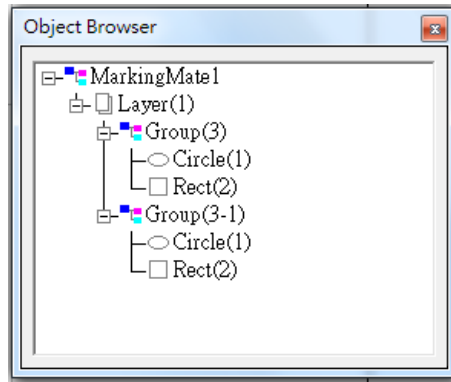 Object Browser
MarkingMate1
Layer(1)
Group(3)
Circle(1)
Rect(2)
Group(3-1)
Circle(1)
Rect(2)